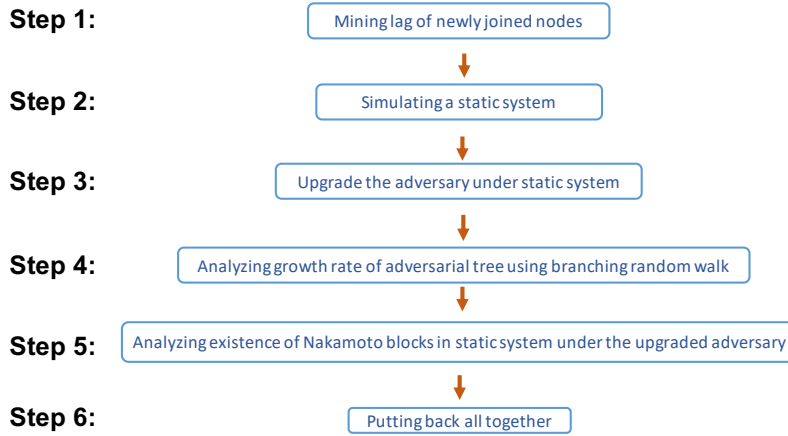 Step 1: Mining lag of newly joined nodes
Step 2: Simulating a static system
Step 3: Upgrade the adversary under static system
Step 4: Analyzing growth rate of adversarial tree using branching random walk
Step 5: Analyzing existence of Nakamoto blocks in static system under the upgraded adversary
Step 6: Putting back all together